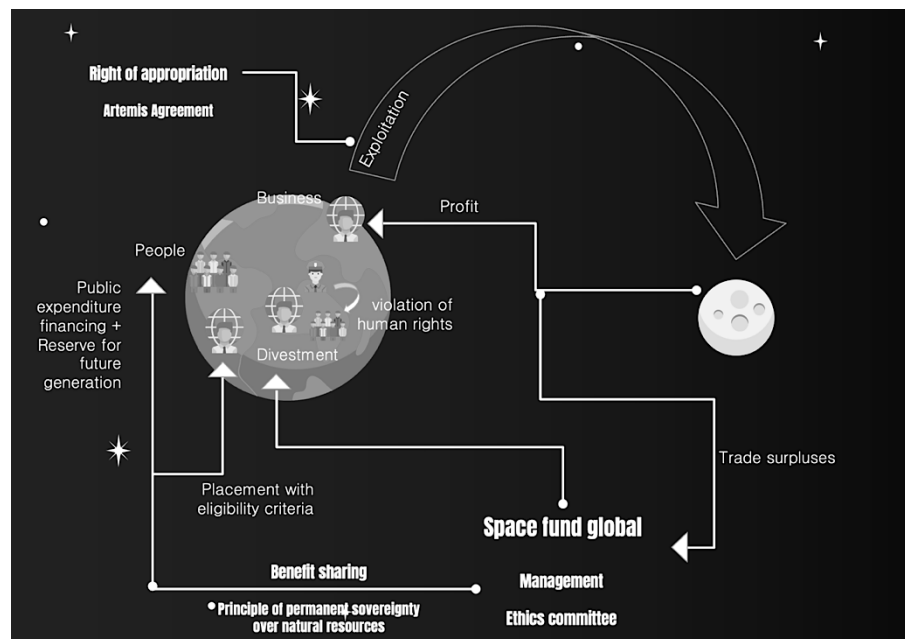 Right of appropriation
Artemis Agreement
Exploitation
Business
Profit
People
Public
expenditure
financing +
Reserve for
future
generation
violation of
human rights
Divestment
Trade surpluses
Placement with
eligibility criteria
Space fund global
Management
Ethics committee
Benefit sharing
Principle of permanent sovereignty
over natural resources